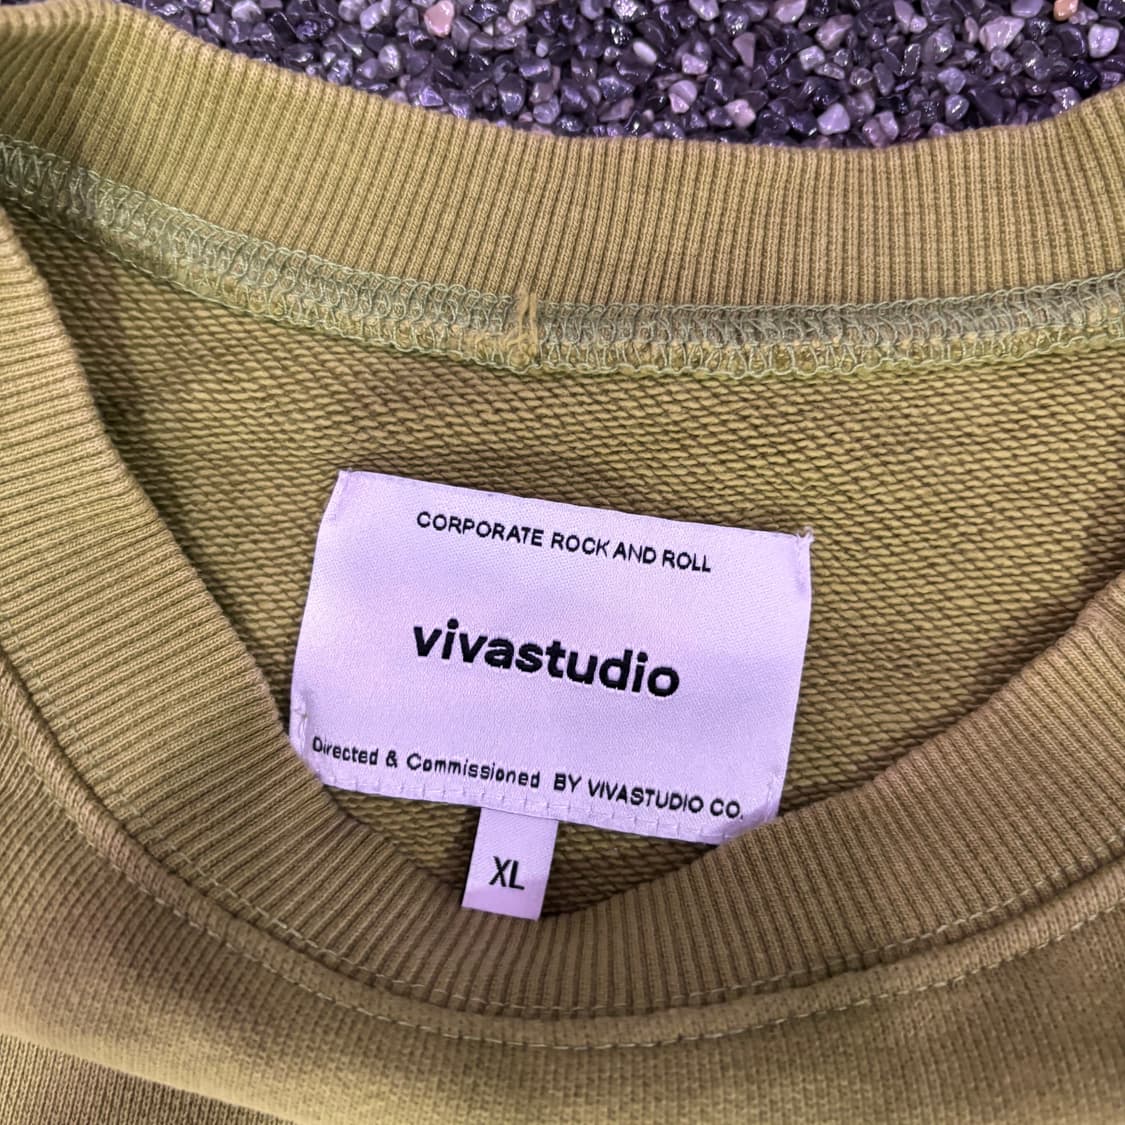 CORPORATE ROCK AND ROLL
vivastudio
Directed & Commissioned BY VIVASTUDIO CO.
XL